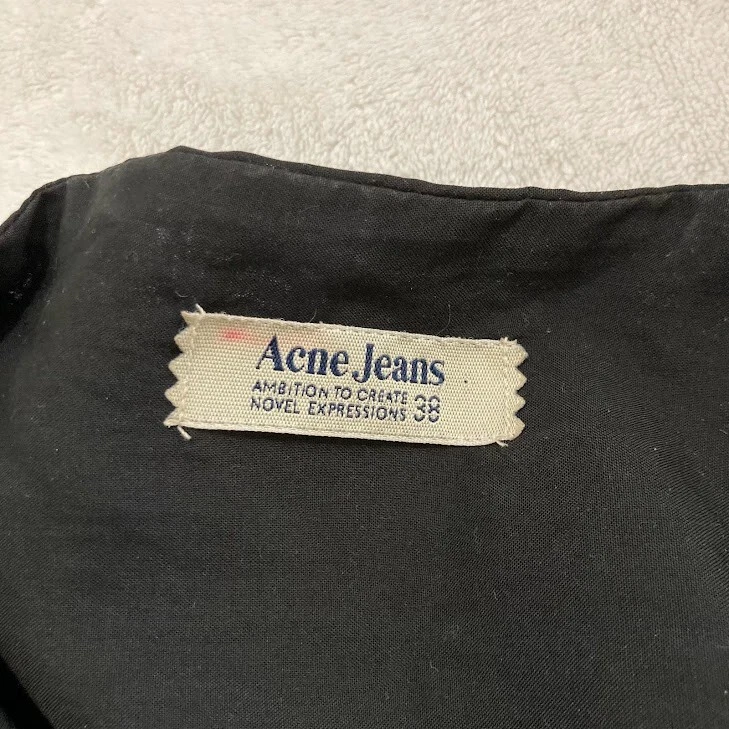 Acne Jeans
AMBITION TO CREATE
NOVEL EXPRESSIONS 38